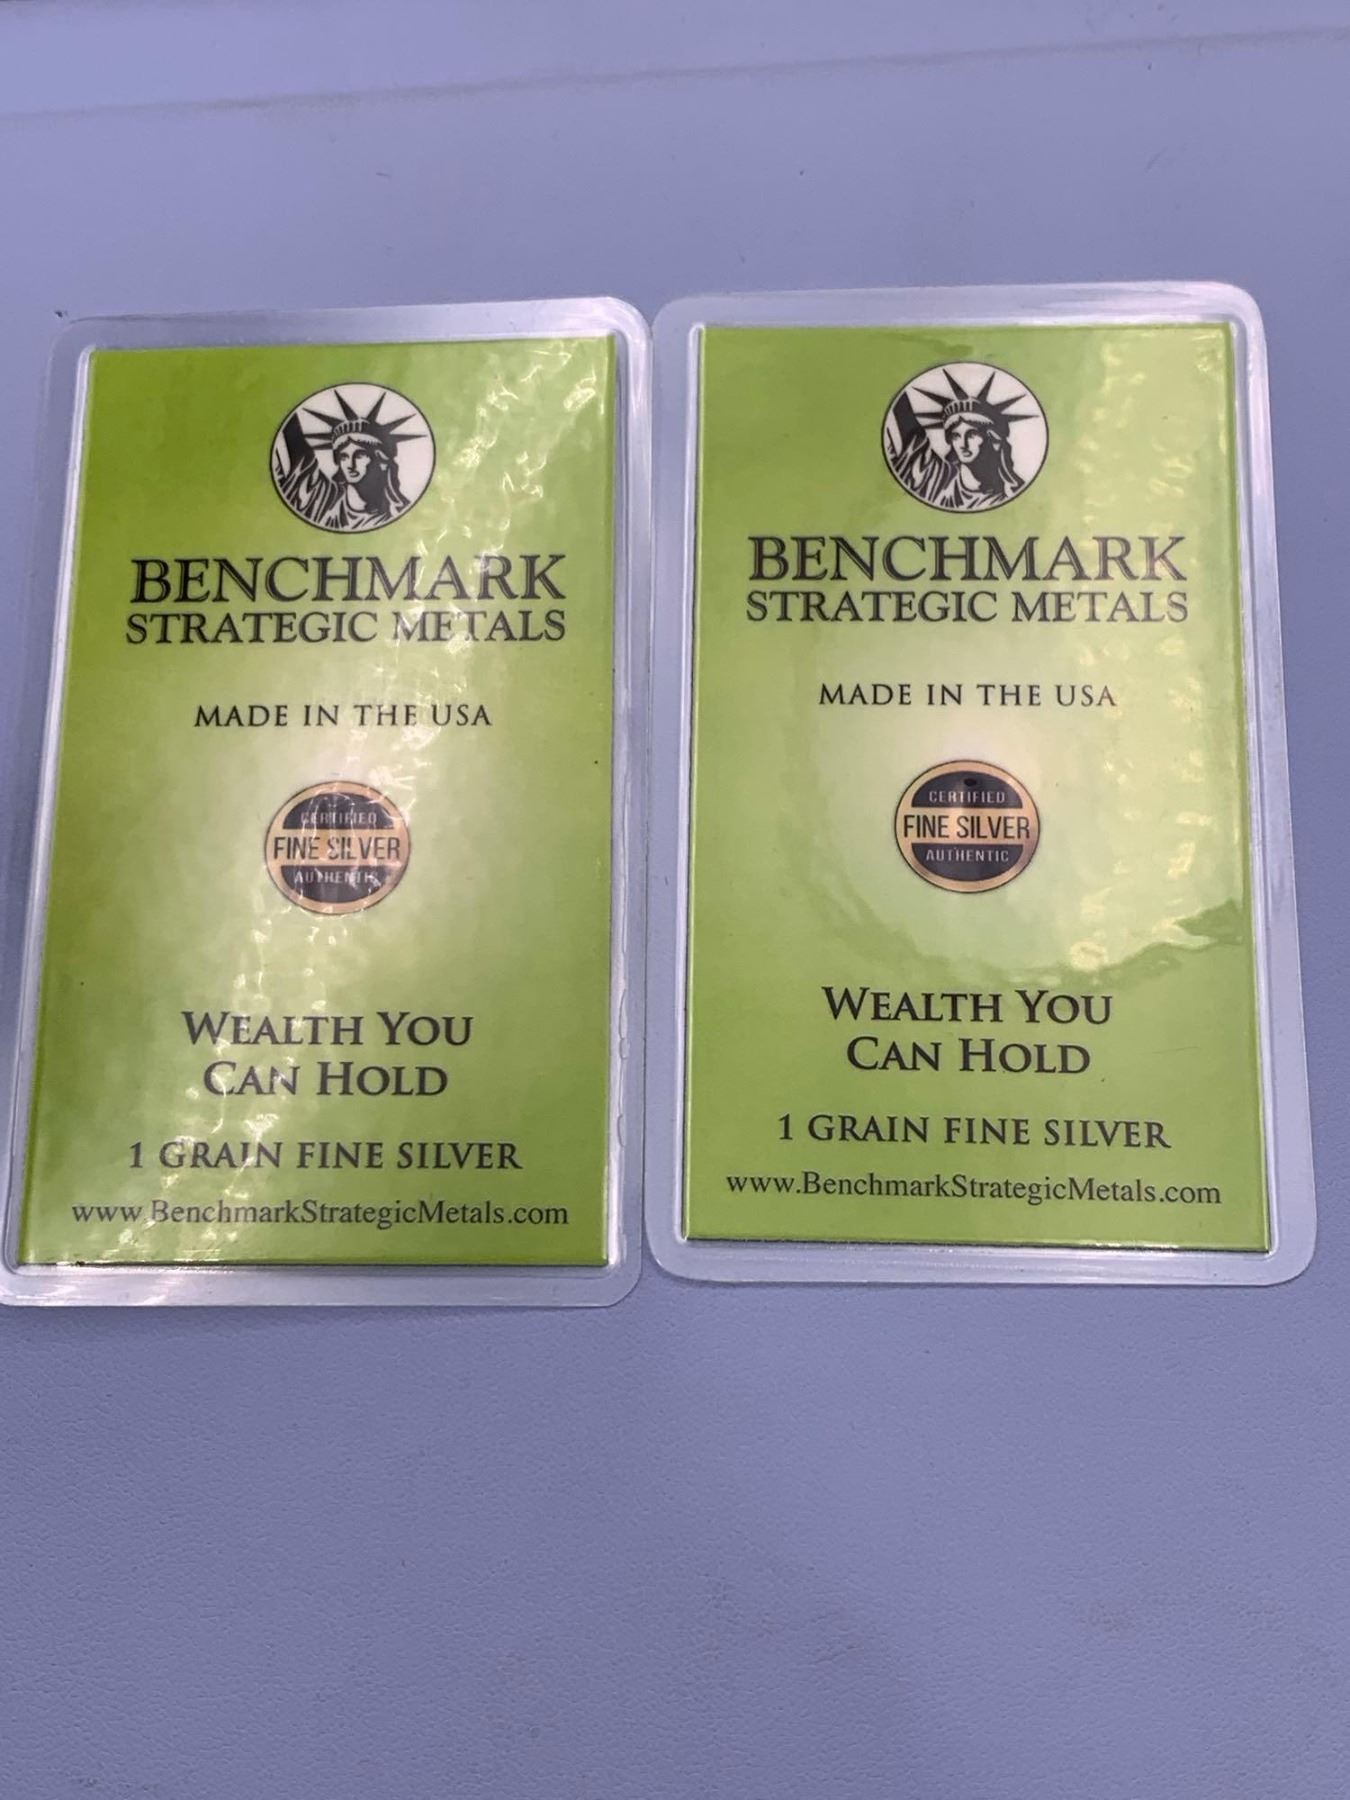 BENCHMARK
STRATEGIC METALS
MADE IN THE USA
CERTIFIED
FINE SILVER
AUTHENTIC
WEALTH YOU
CAN HOLD
1 GRAIN FINE SILVER
www.BenchmarkStrategicMetals.com
BENCHMARK
STRATEGIC METALS
MADE IN THE USA
CERTIFIED
FINE SILVER
AUTHENTIC
WEALTH YOU
CAN HOLD
1 GRAIN FINE SILVER
www.BenchmarkStrategicMetals.com